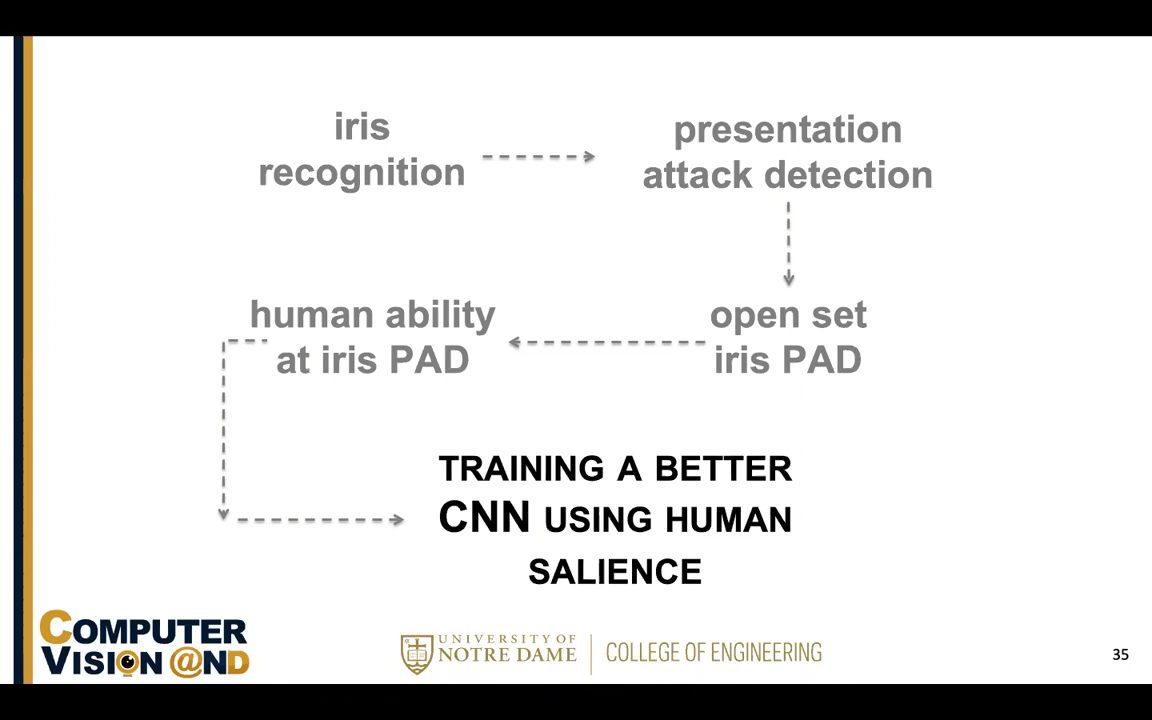 iris
recognition
presentation
attack detection
human ability
at iris PAD
open set
iris PAD
TRAINING A BETTER
CNN USING HUMAN
SALIENCE
COMPUTER
VISION @ND
UNIVERSITY OF
NOTRE DAME
COLLEGE OF ENGINEERING
35